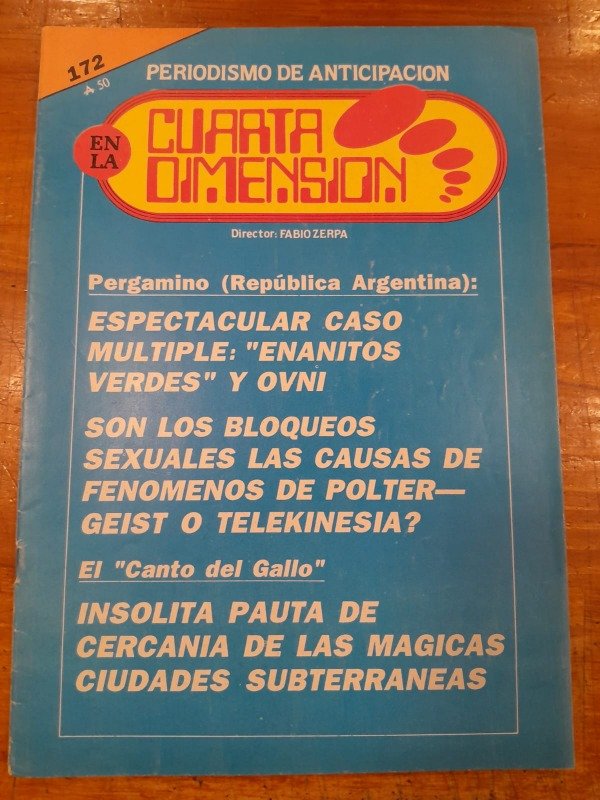 172
A 50
PERIODISMO DE ANTICIPACION
EN LA
CUARTA
DIMENSION
Director: FABIO ZERPA
Pergamino (República Argentina):
ESPECTACULAR CASO
MULTIPLE: "ENANITOS
VERDES" Y OVNI
SON LOS BLOQUEOS
SEXUALES LAS CAUSAS DE
FENOMENOS DE POLTER—
GEIST O TELEKINESIA?
El "Canto del Gallo"
INSOLITA PAUTA DE
CERCANIA DE LAS MAGICAS
CIUDADES SUBTERRANEAS